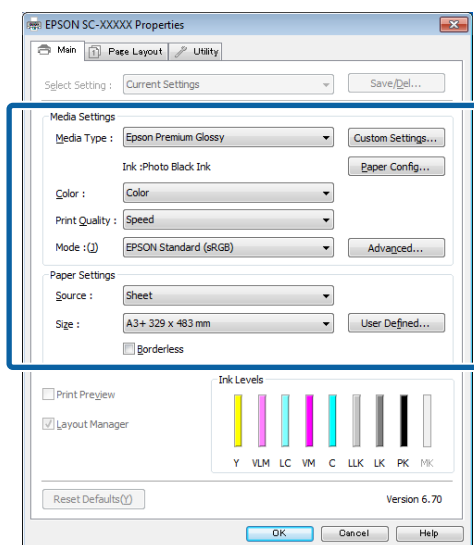 EPSON SC-XXXXX Properties
Main Page Layout Utility
Select Setting : Current Settings Save/Del...
Media Settings
Media Type : Epson Premium Glossy Custom Settings...
Ink :Photo Black Ink Paper Config...
Color : Color
Print Quality : Speed
Mode :(J) EPSON Standard (sRGB) Advanced...
Paper Settings
Source : Sheet
Size : A3+ 329 x 483 mm User Defined...
Borderless
Print Preview
Layout Manager
Ink Levels
Y VLM LC VM C LLK LK PK MK
Reset Defaults(Y) Version 6.70
OK Cancel Help